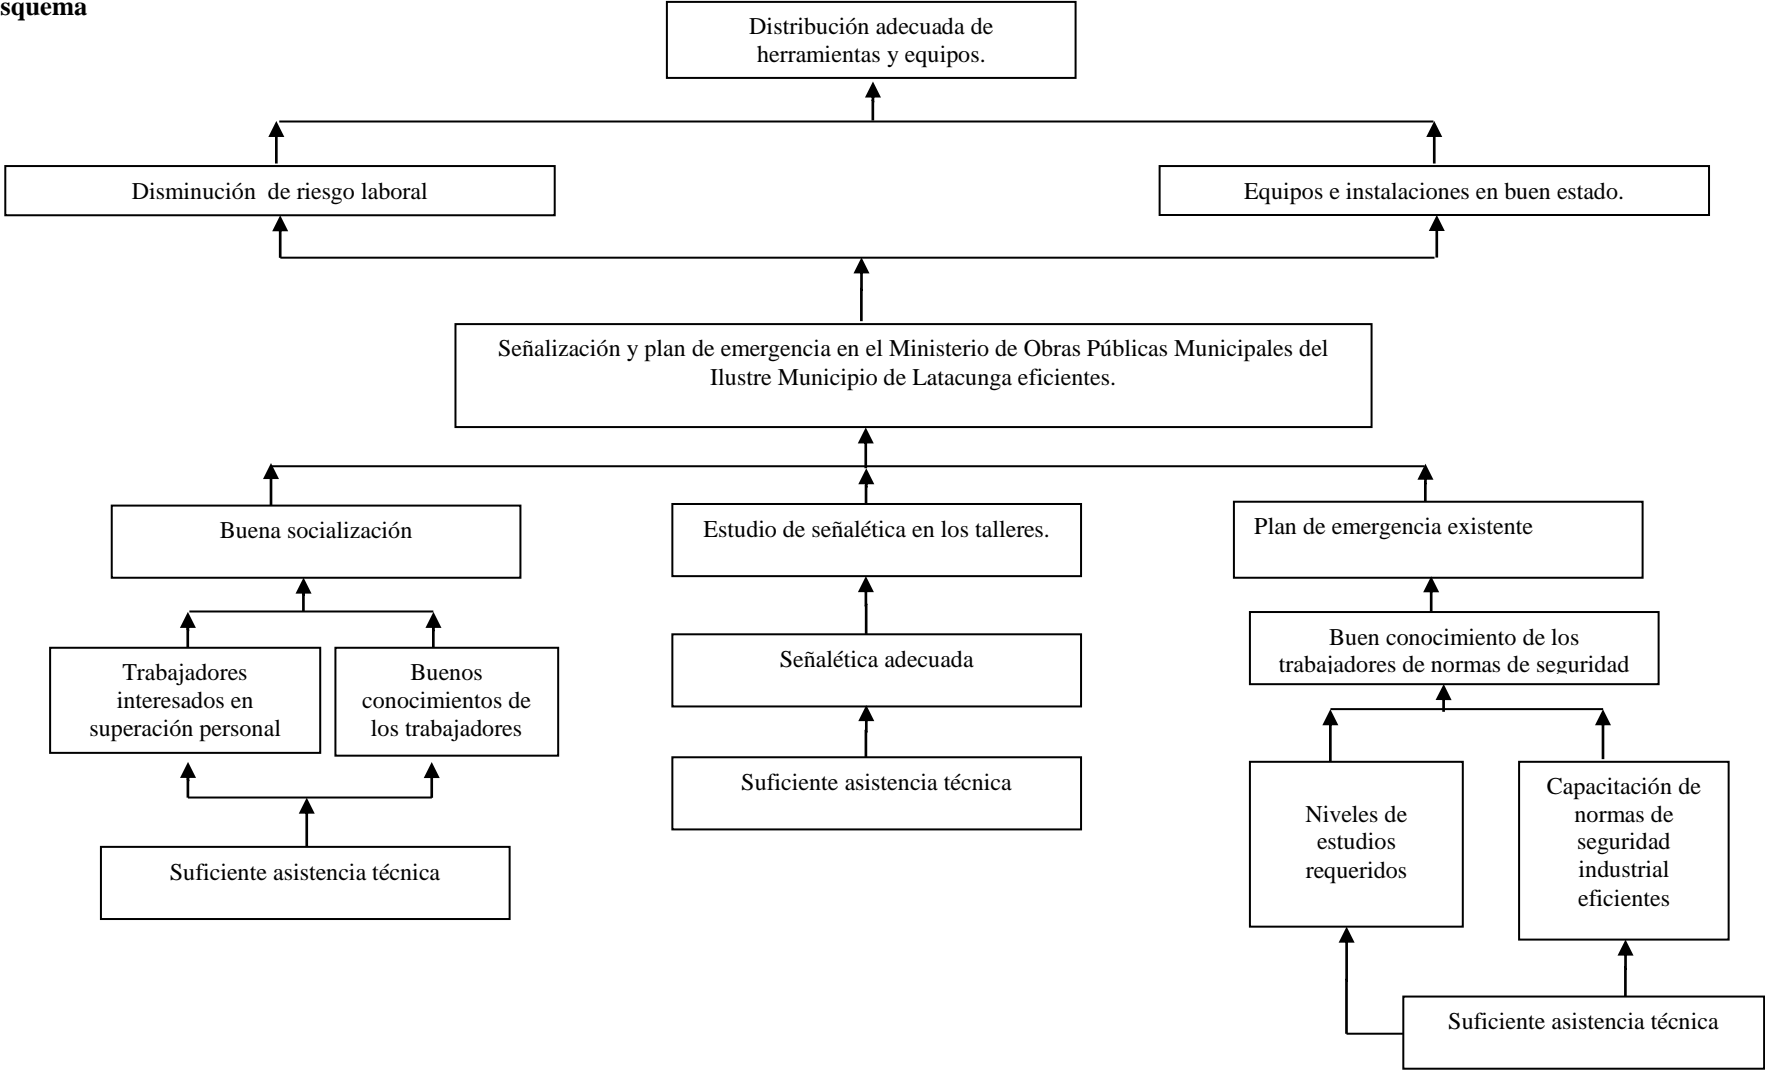 squema
Distribución adecuada de
herramientas y equipos.
Disminución  de riesgo laboral
Equipos e instalaciones en buen estado.
Señalización y plan de emergencia en el Ministerio de Obras Públicas Municipales del
Ilustre Municipio de Latacunga eficientes.
Buena socialización
Estudio de señalética en los talleres.
Plan de emergencia existente
Trabajadores
interesados en
superación personal
Buenos
conocimientos de
los trabajadores
Señalética adecuada
Buen conocimiento de los
trabajadores de normas de seguridad
Suficiente asistencia técnica
Suficiente asistencia técnica
Niveles de
estudios
requeridos
Capacitación de
normas de
seguridad
industrial
eficientes
Suficiente asistencia técnica